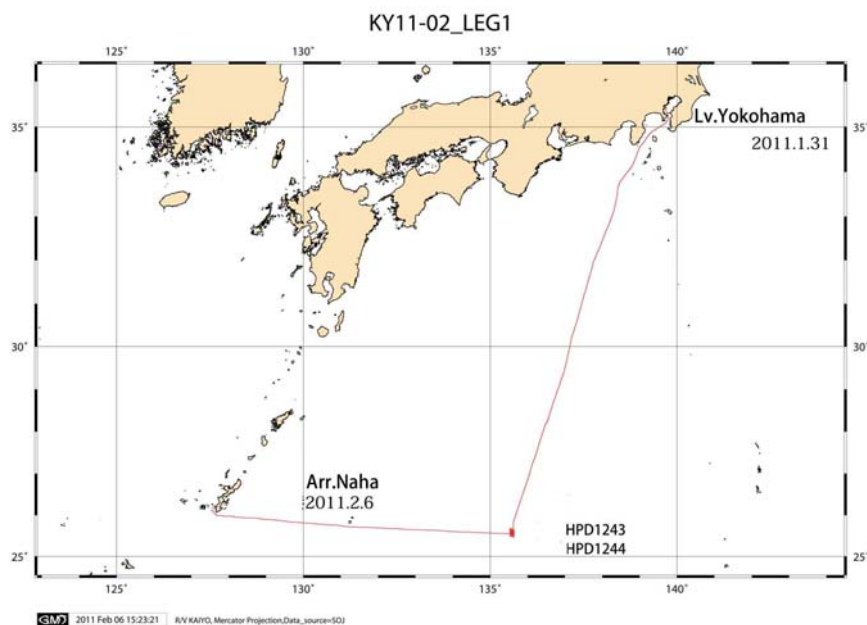 KY11-02_LEG1
125˚ 130˚ 135˚ 140˚
35˚ 35˚
Lv.Yokohama
2011.1.31
30˚ 30˚
Arr.Naha
2011.2.6
HPD1243
HPD1244
25˚ 25˚
125˚ 130˚ 135˚ 140˚
GMD 2011 Feb 06 15:23:21 R/V KAIYO, Mercator Projection,Data_source=SOJ